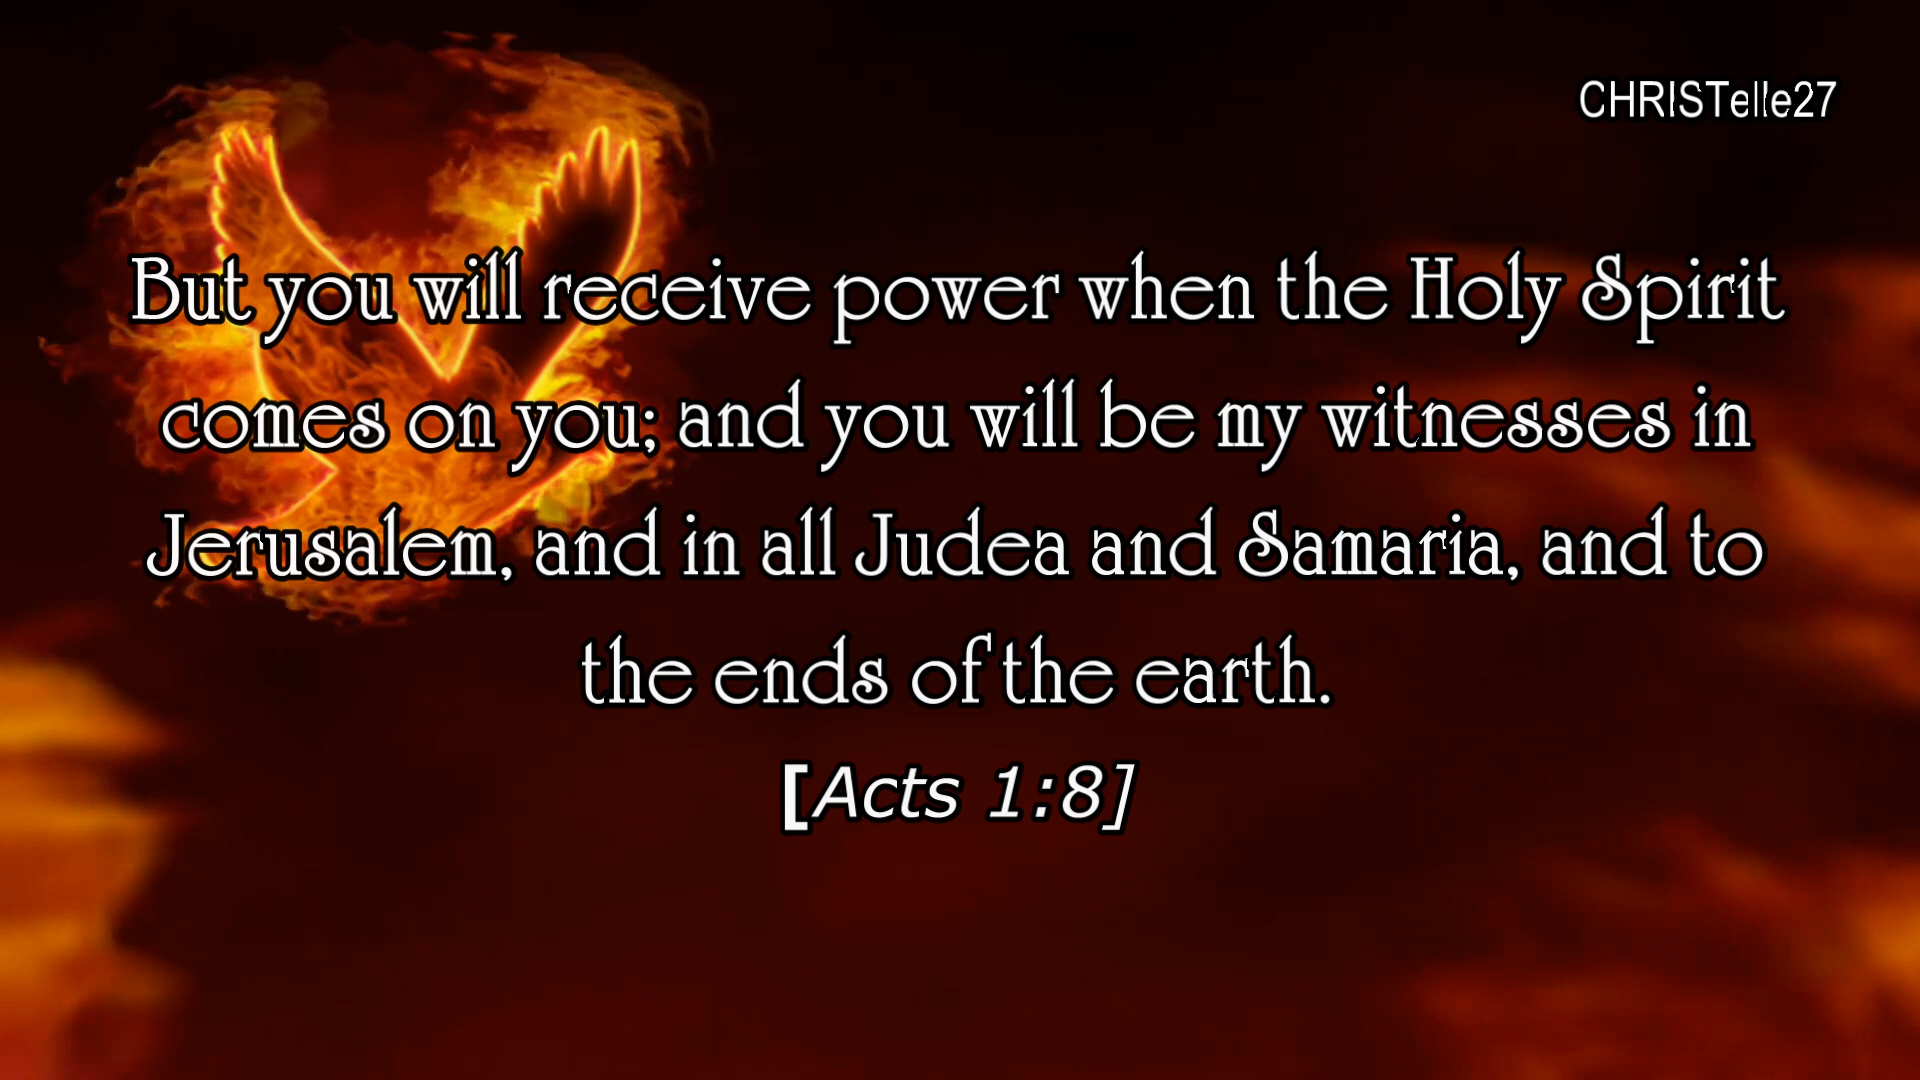 CHRISTelle27
But you will receive power when the Holy Spirit
comes on you; and you will be my witnesses in
Jerusalem, and in all Judea and Samaria, and to
the ends of the earth.
[Acts 1:8]